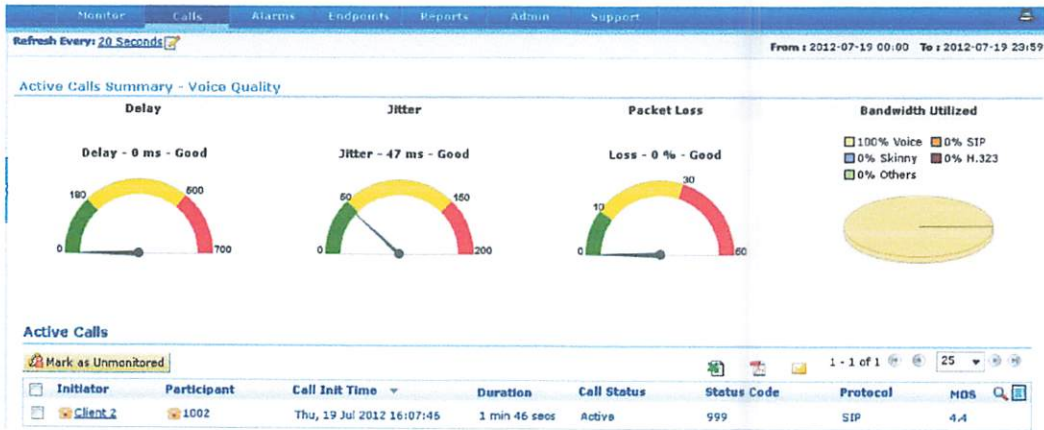 Monitor Calls Alarms Endpoints Reports Admin Support
Refresh Every: 20 Seconds
From : 2012-07-19 00:00 To : 2012-07-19 23:59
Active Calls Summary - Voice Quality
Delay Jitter Packet Loss Bandwidth Utilized
Delay - 0 ms - Good
180
500
0
700
Jitter - 47 ms - Good
50
150
0
200
Loss - 0 % - Good
10
30
0
60
100% Voice 0% SIP
0% Skinny 0% H.323
0% Others
Active Calls
Mark as Unmonitored
1 - 1 of 1 25
Initiator Participant Call Init Time Duration Call Status Status Code Protocol MOS
Client 2 1002 Thu, 19 Jul 2012 16:07:45 1 min 46 secs Active 999 SIP 4.4